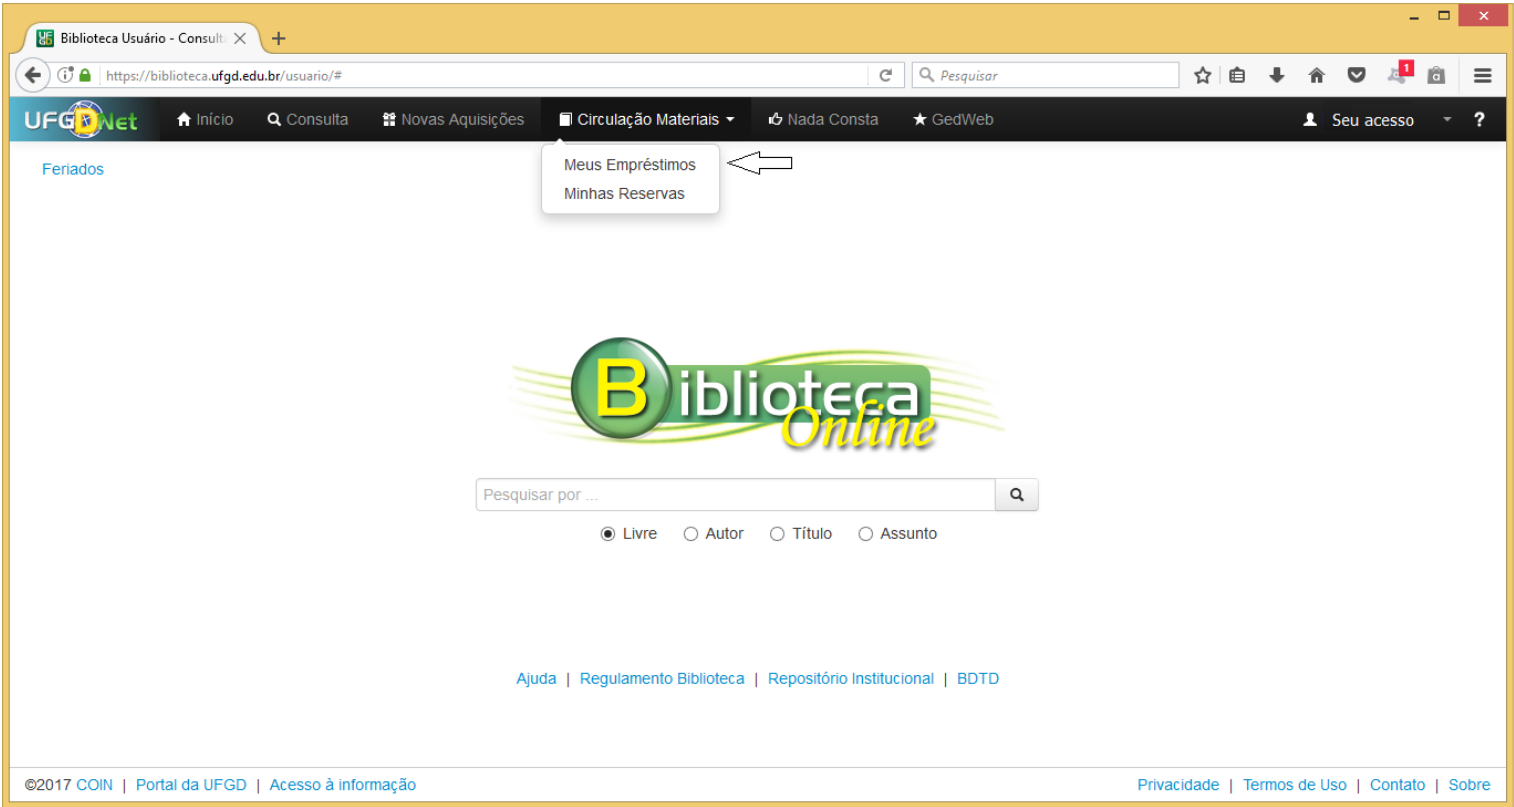 Biblioteca Usuário - Consult
https://biblioteca.ufgd.edu.br/usuario/#
Pesquisar
1
UFGDNet
Início
Consulta
Novas Aquisições
Circulação Materiais
Nada Consta
GedWeb
Seu acesso
?
Feriados
Meus Empréstimos
Minhas Reservas
Biblioteca
Online
Pesquisar por ...
Livre
Autor
Título
Assunto
Ajuda | Regulamento Biblioteca | Repositório Institucional | BDTD
©2017 COIN | Portal da UFGD | Acesso à informação
Privacidade | Termos de Uso | Contato | Sobre